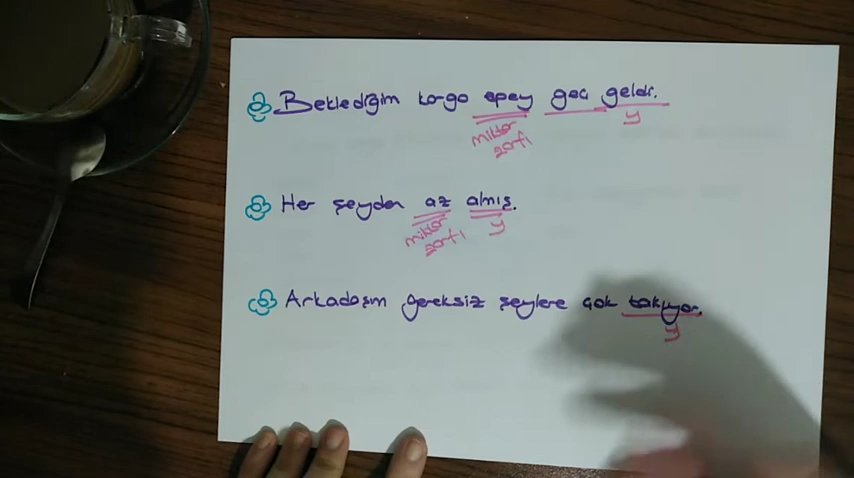 Beklediğim kargo epey geç geldi.
miktar y
zarfı
Her şeyden az almış.
miktar y
zarfı
Arkadaşım gereksiz şeylere çok takıyor.
y